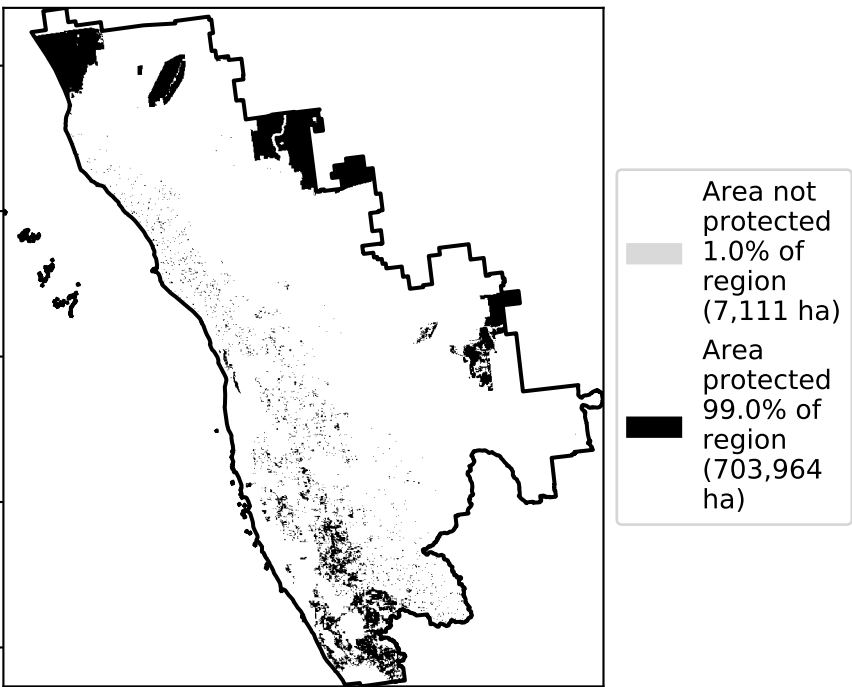 Area not
protected
1.0% of
region
(7,111 ha)
Area
protected
99.0% of
region
(703,964
ha)